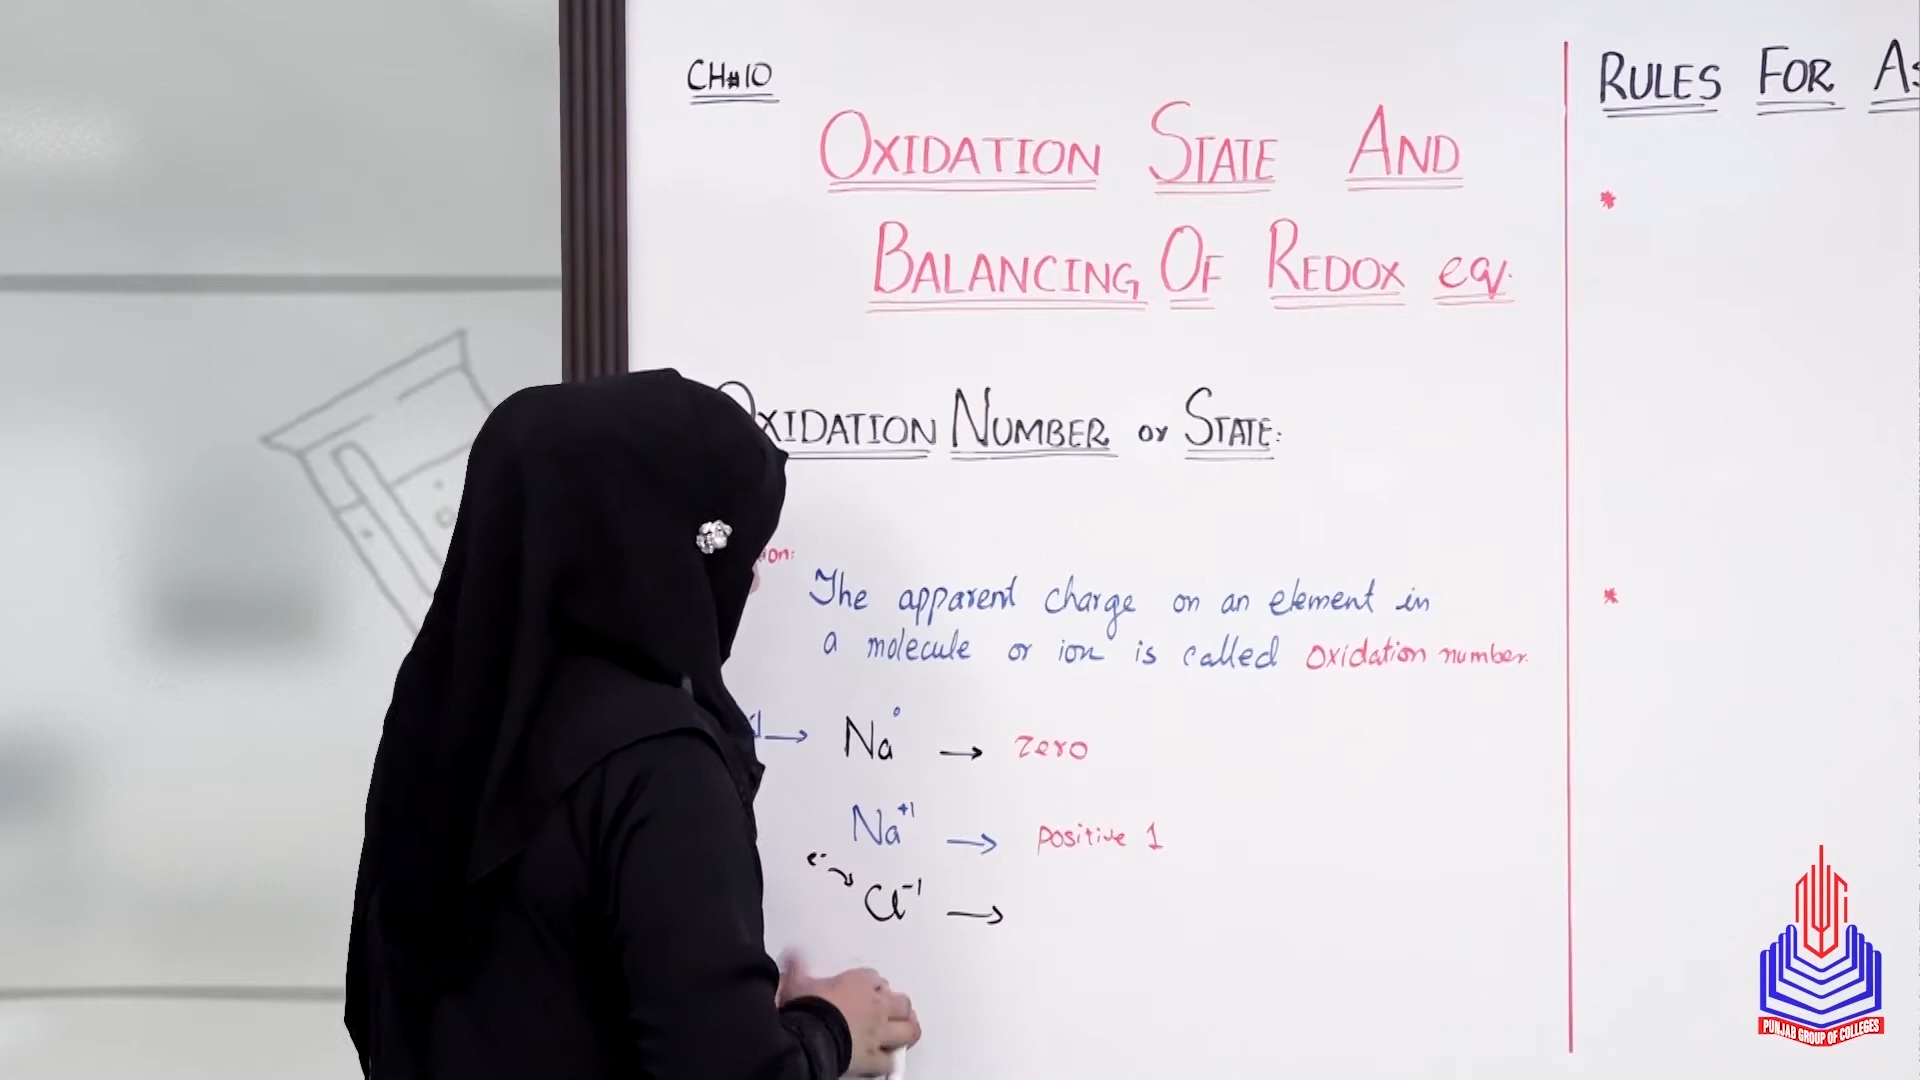 CH#10
OXIDATION STATE AND
BALANCING OF REDOX eq.
OXIDATION NUMBER or STATE:
The apparent charge on an element in
a molecule or ion is called oxidation number.
→ Na° → zero
Na⁺¹ → positive 1
e⁻
Cl⁻¹ →
RULES FOR
*
*
PUNJAB GROUP OF COLLEGES